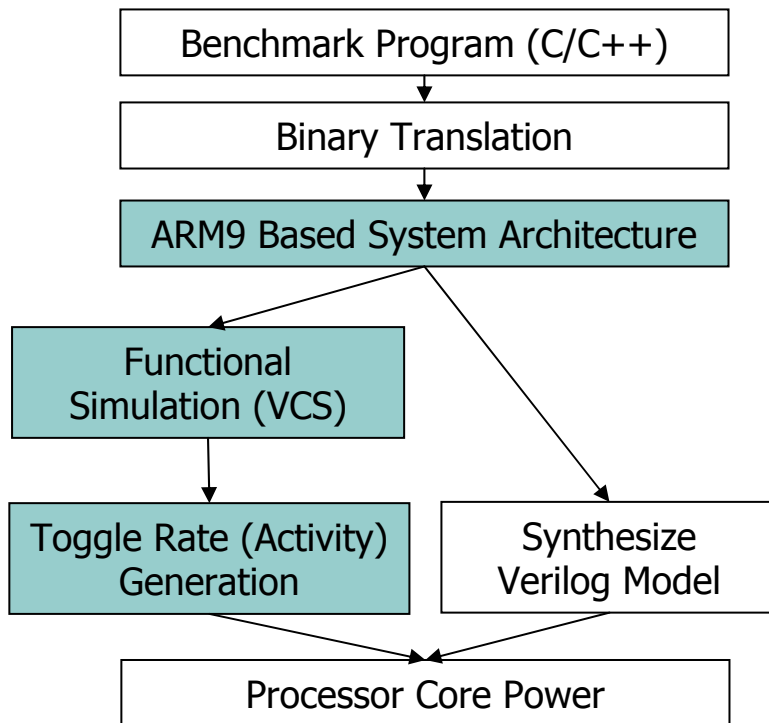 Benchmark Program (C/C++)
Binary Translation
ARM9 Based System Architecture
Functional
Simulation (VCS)
Toggle Rate (Activity)
Generation
Synthesize
Verilog Model
Processor Core Power